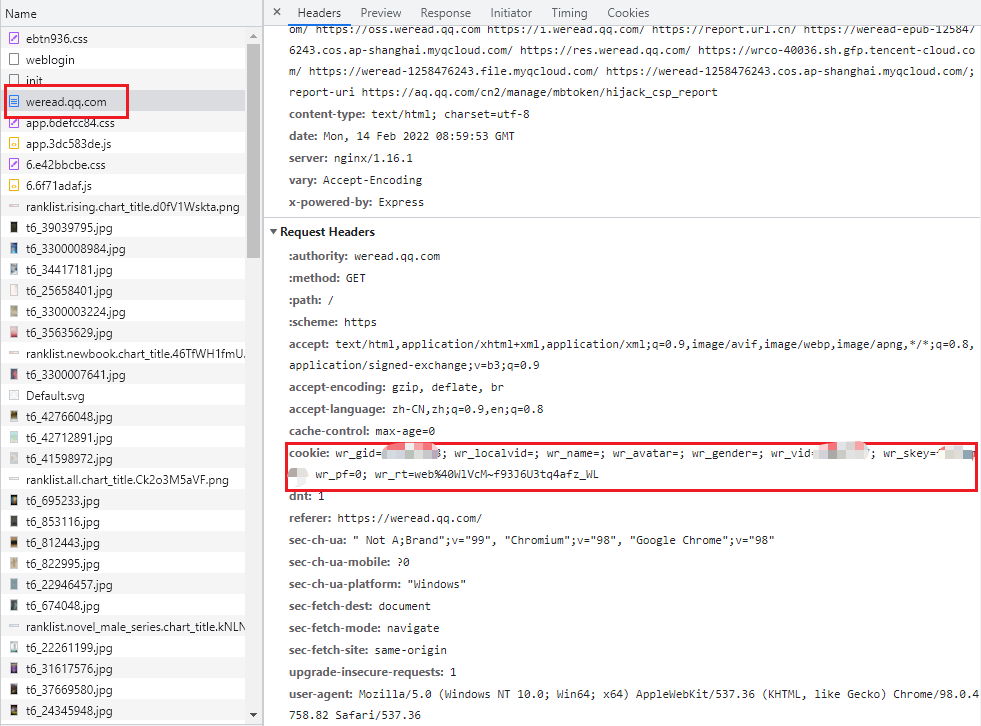 Name
ebtn936.css
weblogin
init
weread.qq.com
app.6defcc84.css
app.3dc583de.js
6.e42bbcbe.css
6.6f71adaf.js
ranklist.rising.chart_title.d0fV1Wskta.png
t6_39039795.jpg
t6_3300008984.jpg
t6_34417181.jpg
t6_25658401.jpg
t6_3300003224.jpg
t6_35635629.jpg
ranklist.newbook.chart_title.46TfWH1fmU.
t6_3300007641.jpg
Default.svg
t6_42766048.jpg
t6_42712891.jpg
t6_41598972.jpg
ranklist.all.chart_title.Ck2o3M5aVF.png
t6_695233.jpg
t6_853116.jpg
t6_812443.jpg
t6_822995.jpg
t6_22946457.jpg
t6_674048.jpg
ranklist.novel_male_series.chart_title.kNLN
t6_22261199.jpg
t6_31617576.jpg
t6_37669580.jpg
t6_24345948.jpg
× Headers Preview Response Initiator Timing Cookies
om/ https://oss.weread.qq.com https://i.weread.qq.com/ https://report.url.cn/ https://weread-epub-125847
6243.cos.ap-shanghai.myqcloud.com/ https://res.weread.qq.com/ https://wrco-40036.sh.gfp.tencent-cloud.co
m/ https://weread-1258476243.file.myqcloud.com/ https://weread-1258476243.cos.ap-shanghai.myqcloud.com/;
report-uri https://aq.qq.com/cn2/manage/mbtoken/hijack_csp_report
content-type: text/html; charset=utf-8
date: Mon, 14 Feb 2022 08:59:53 GMT
server: nginx/1.16.1
vary: Accept-Encoding
x-powered-by: Express
Request Headers
:authority: weread.qq.com
:method: GET
:path: /
:scheme: https
accept: text/html,application/xhtml+xml,application/xml;q=0.9,image/avif,image/webp,image/apng,*/*;q=0.8,
application/signed-exchange;v=b3;q=0.9
accept-encoding: gzip, deflate, br
accept-language: zh-CN,zh;q=0.9,en;q=0.8
cache-control: max-age=0
cookie: wr_gid= ; wr_localvid=; wr_name=; wr_avatar=; wr_gender=; wr_vid= ; wr_skey=
wr_pf=0; wr_rt=web%40WlVcM~f93J6U3tq4afz_WL
dnt: 1
referer: https://weread.qq.com/
sec-ch-ua: " Not A;Brand";v="99", "Chromium";v="98", "Google Chrome";v="98"
sec-ch-ua-mobile: ?0
sec-ch-ua-platform: "Windows"
sec-fetch-dest: document
sec-fetch-mode: navigate
sec-fetch-site: same-origin
upgrade-insecure-requests: 1
user-agent: Mozilla/5.0 (Windows NT 10.0; Win64; x64) AppleWebKit/537.36 (KHTML, like Gecko) Chrome/98.0.4
758.82 Safari/537.36